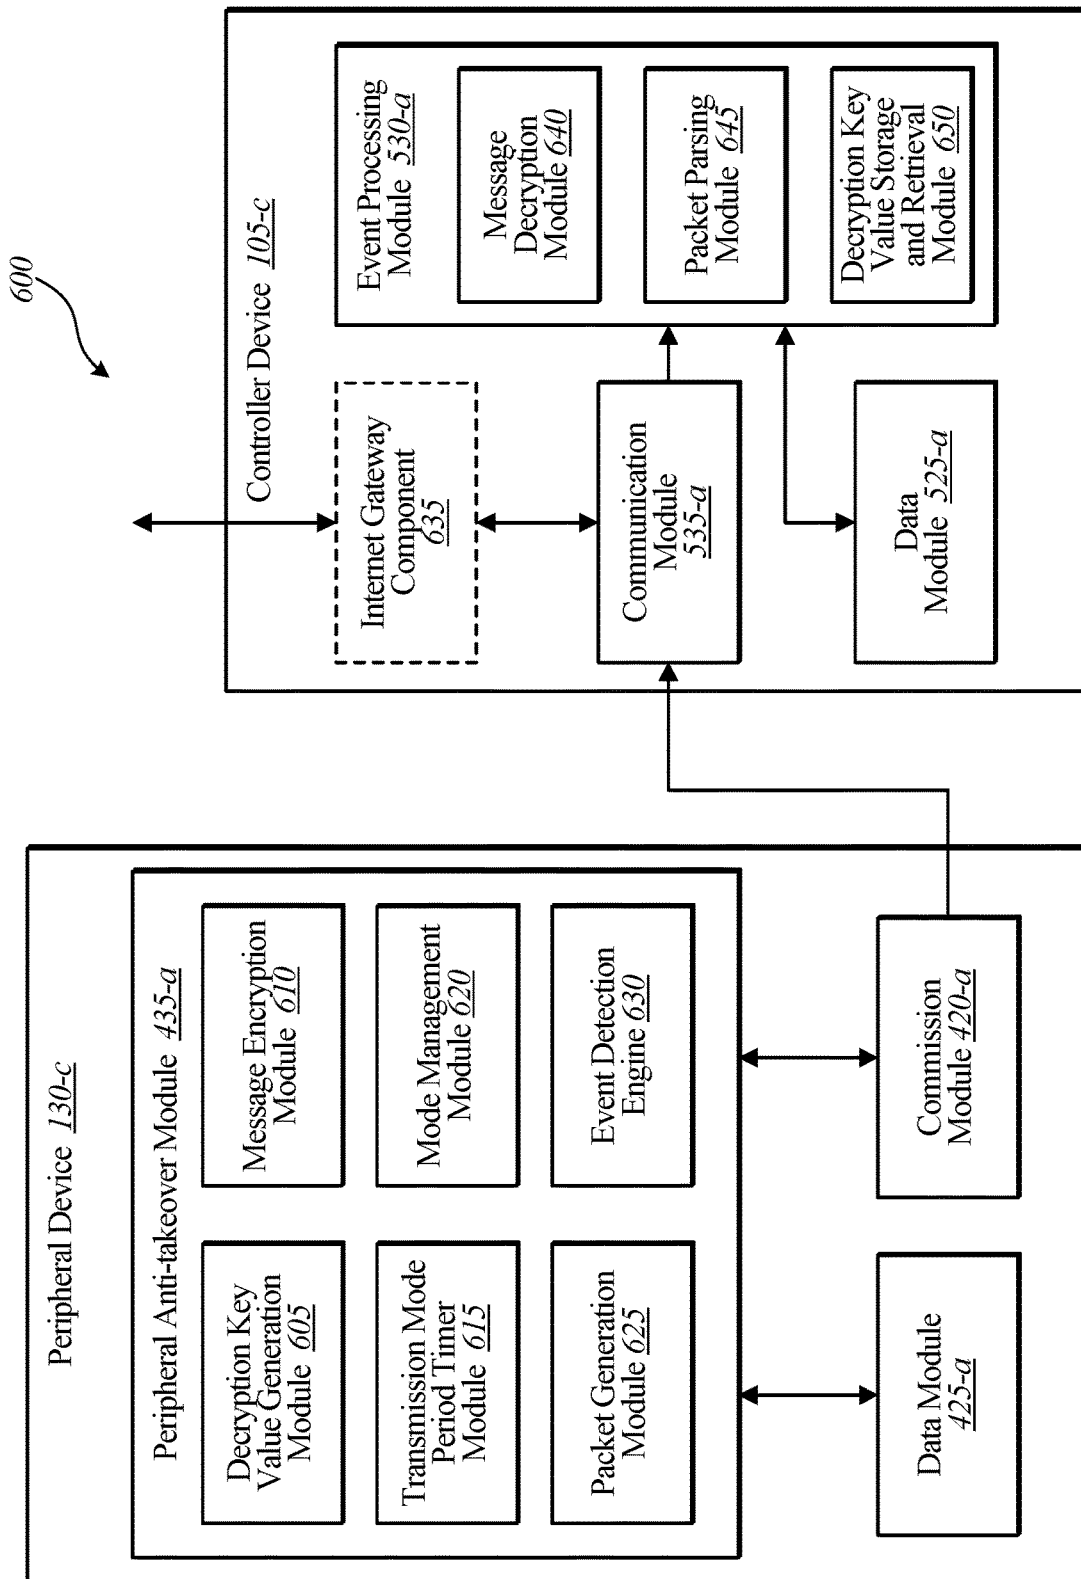 600
Peripheral Device 130-c
Peripheral Anti-takeover Module 435-a
Decryption Key
Value Generation
Module 605
Message Encryption
Module 610
Transmission Mode
Period Timer
Module 615
Mode Management
Module 620
Packet Generation
Module 625
Event Detection
Engine 630
Data Module
425-a
Commission
Module 420-a
Controller Device 105-c
Internet Gateway
Component
635
Communication
Module
535-a
Data
Module 525-a
Event Processing
Module 530-a
Message
Decryption
Module 640
Packet Parsing
Module 645
Decryption Key
Value Storage
and Retrieval
Module 650